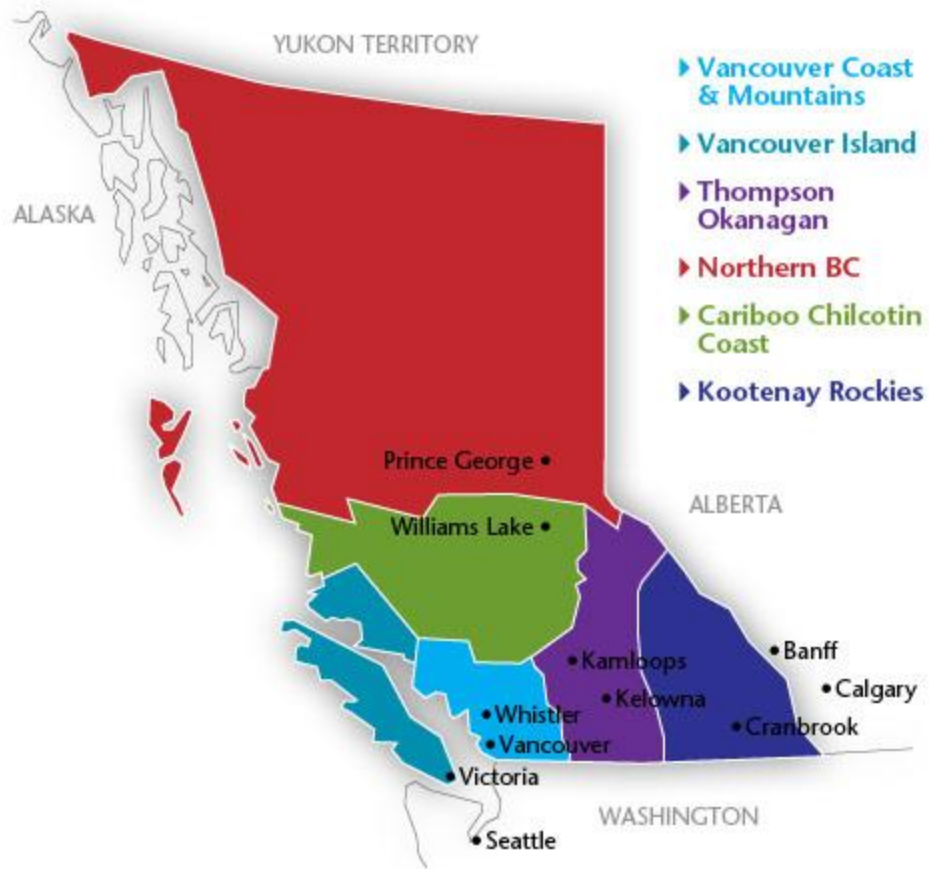 YUKON TERRITORY
Vancouver Coast
& Mountains
Vancouver Island
ALASKA
Thompson
Okanagan
Northern BC
Cariboo Chilcotin
Coast
Kootenay Rockies
Prince George
ALBERTA
Williams Lake
Banff
Kamloops
Calgary
Kelowna
Whistler
Cranbrook
Vancouver
Victoria
WASHINGTON
Seattle